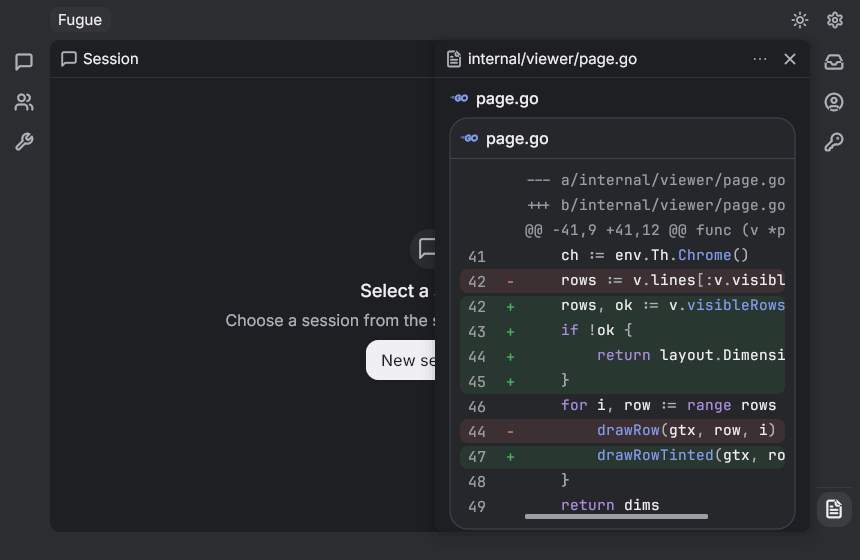 Fugue
Session
Select a
Choose a session from the s
New se
internal/viewer/page.go
page.go
page.go
--- a/internal/viewer/page.go
+++ b/internal/viewer/page.go
@@ -41,9 +41,12 @@ func (v *p
41 ch := env.Th.Chrome()
42 - rows := v.lines[:v.visibl
42 + rows, ok := v.visibleRows
43 + if !ok {
44 + return layout.Dimensi
45 + }
46 for i, row := range rows
44 - drawRow(gtx, row, i)
47 + drawRowTinted(gtx, ro
48 }
49 return dims